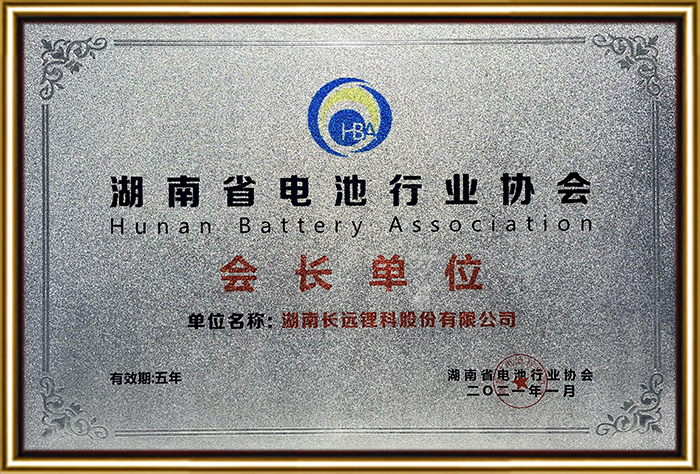 HBA
湖南省电池行业协会
Hunan Battery Association
会长单位
单位名称：湖南长远锂科股份有限公司
有效期:五年
湖南省电池行业协会
二〇二一年一月